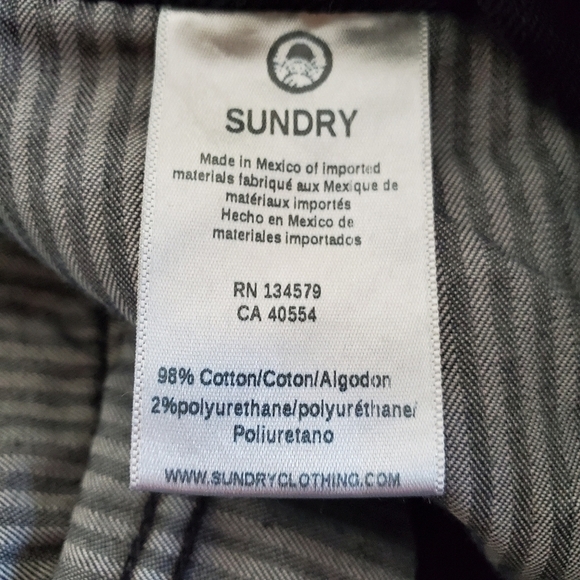 SUNDRY
Made in Mexico of imported
materials fabriqué aux Mexique de
matériaux importés
Hecho en Mexico de
materiales importados
RN 134579
CA 40554
98% Cotton/Coton/Algodon
2%polyurethane/polyuréthane/
Poliuretano
WWW.SUNDRYCLOTHING.COM